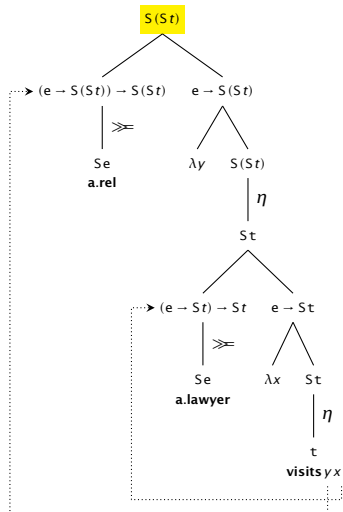 S(St)
(e → S(St)) → S(St) e → S(St)
≫=
Se λy S(St)
a.rel
η
St
(e → St) → St e → St
≫=
Se λx St
a.lawyer
η
t
visits y x